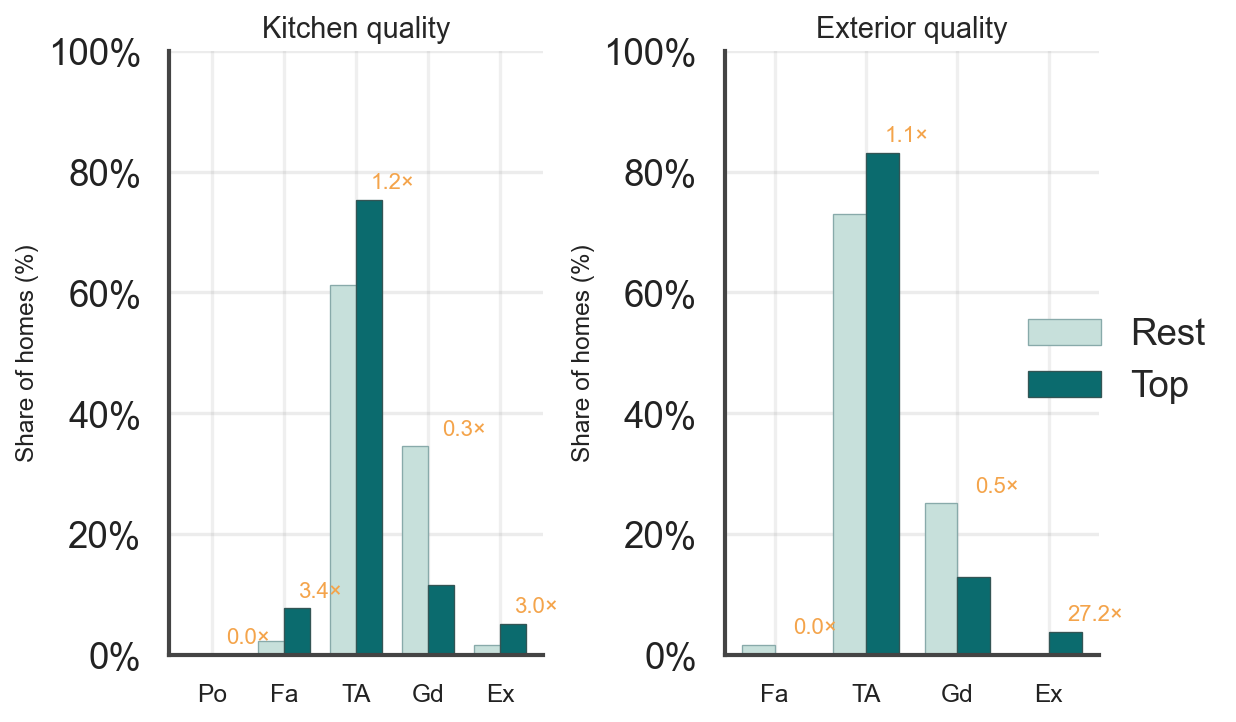 Kitchen quality
100%
80%
60%
40%
20%
0%
Share of homes (%)
0.0×
3.4×
1.2×
0.3×
3.0×
Po
Fa
TA
Gd
Ex
Exterior quality
100%
80%
60%
40%
20%
0%
Share of homes (%)
0.0×
1.1×
0.5×
27.2×
Fa
TA
Gd
Ex
Rest
Top